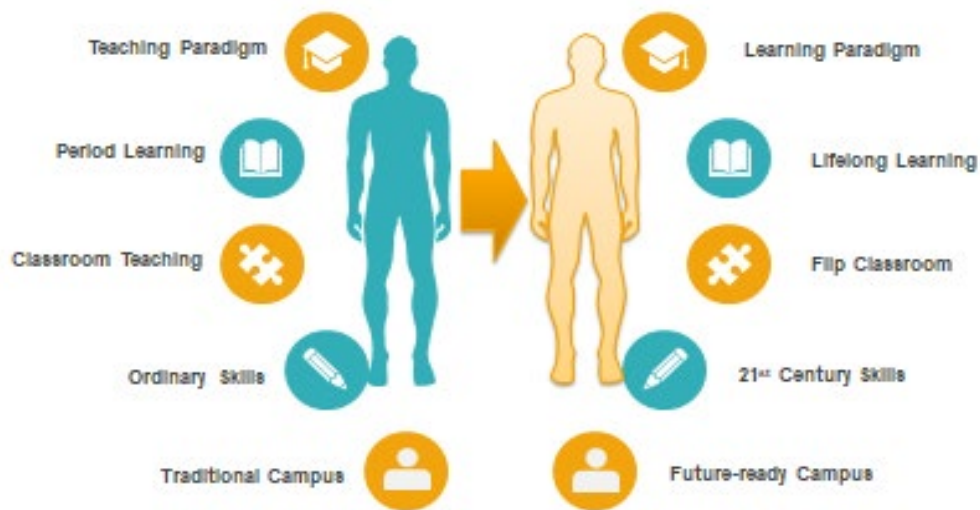 Teaching Paradigm
Learning Paradigm
Period Learning
Lifelong Learning
Classroom Teaching
Flip Classroom
Ordinary Skills
21st Century Skills
Traditional Campus
Future-ready Campus